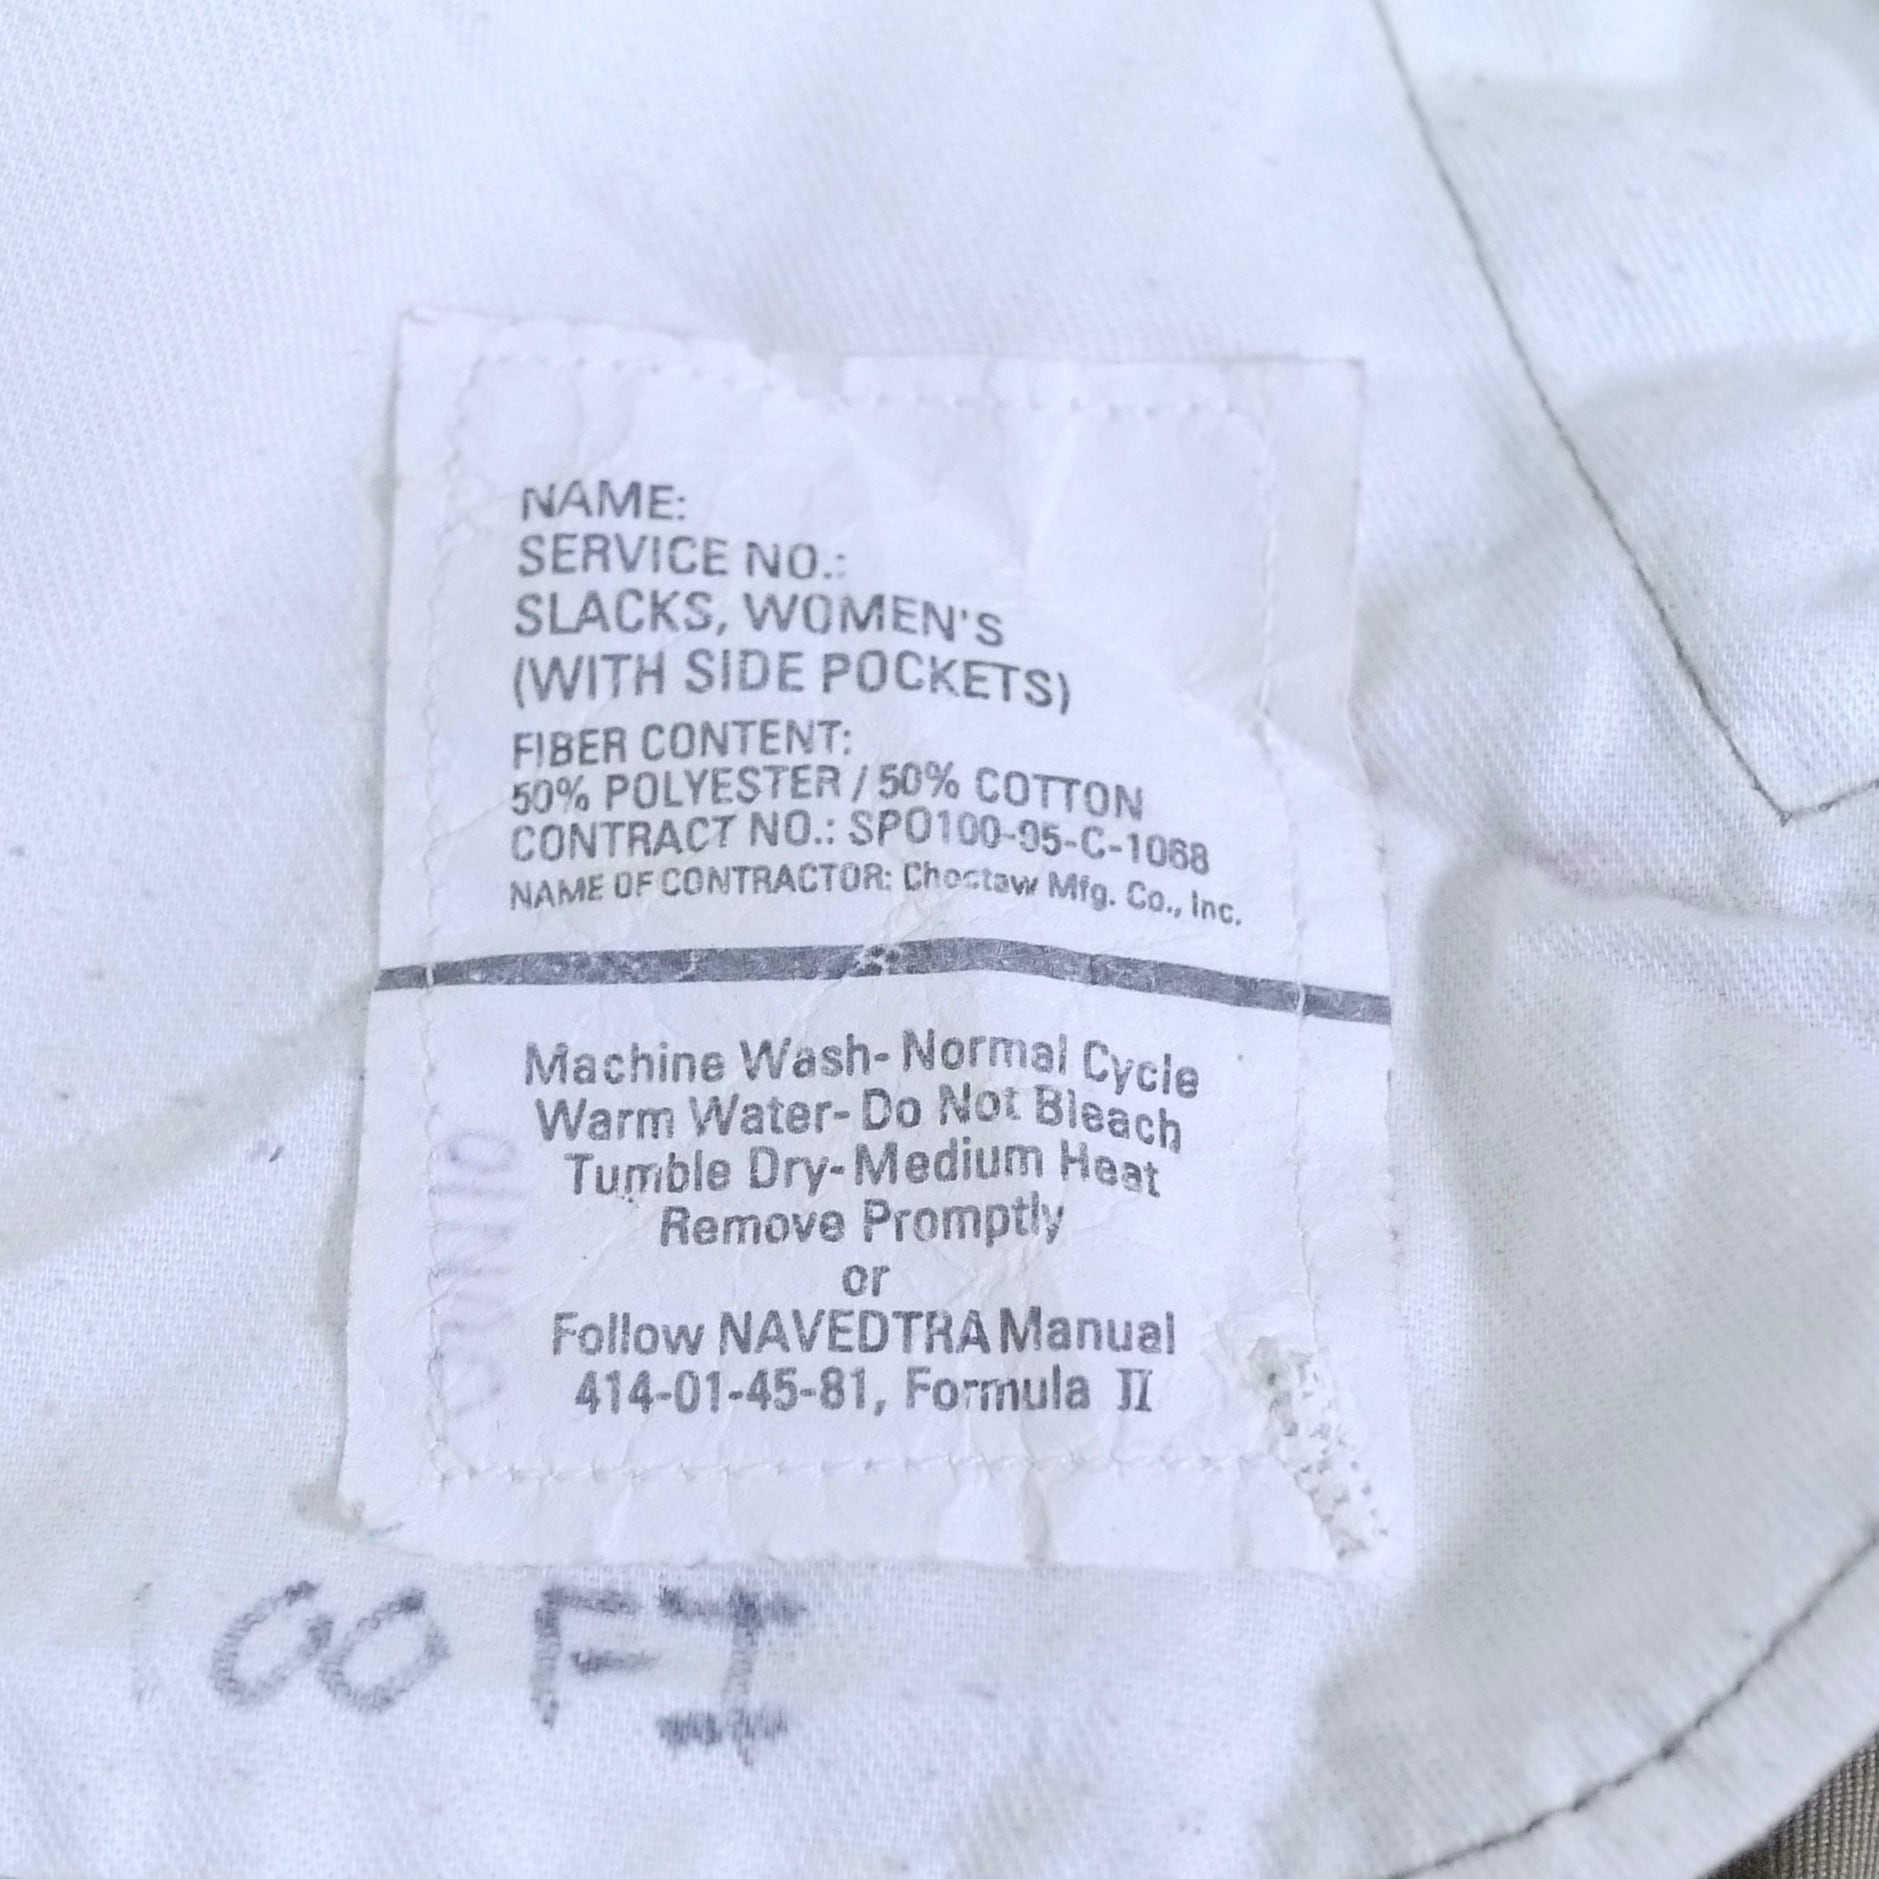 NAME:
SERVICE NO.:
SLACKS, WOMEN'S
(WITH SIDE POCKETS)
FIBER CONTENT:
50% POLYESTER / 50% COTTON
CONTRACT NO.: SPO100-95-C-1068
NAME OF CONTRACTOR: Choctaw Mfg. Co., Inc.
Machine Wash- Normal Cycle
Warm Water- Do Not Bleach
Tumble Dry- Medium Heat
Remove Promptly
or
Follow NAVEDTRA Manual
414-01-45-81, Formula II